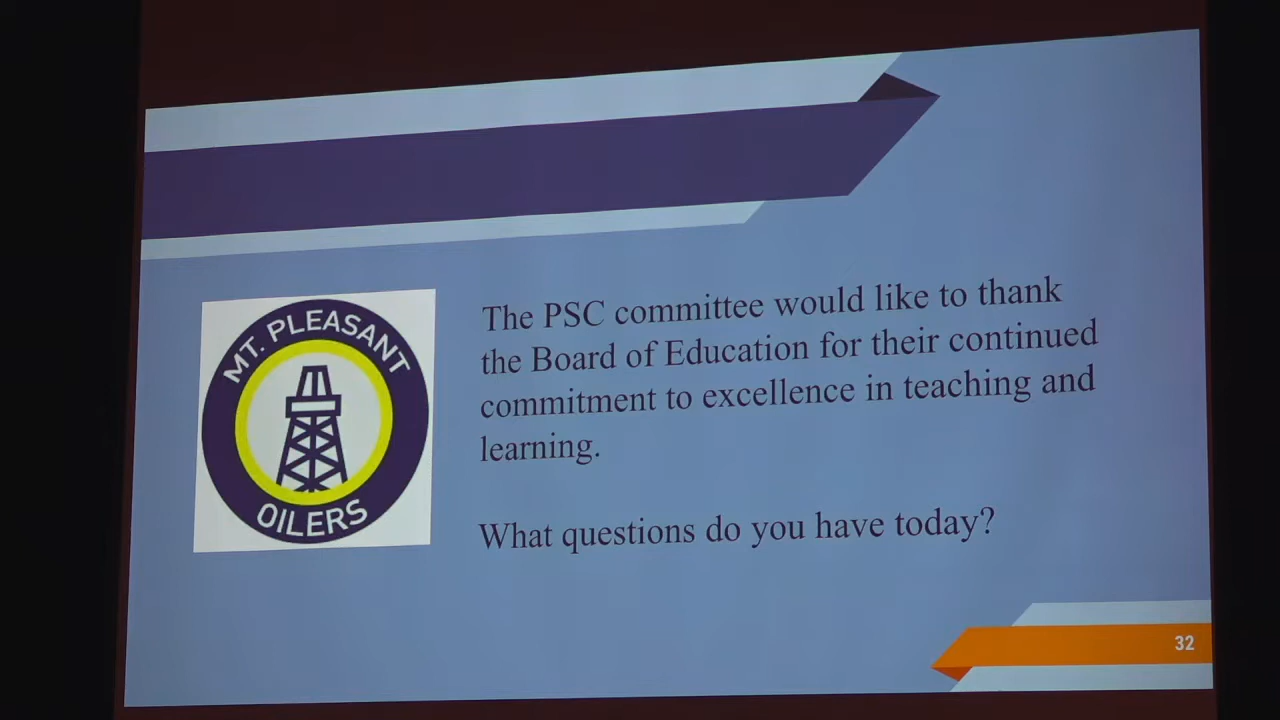 MT. PLEASANT
OILERS
The PSC committee would like to thank
the Board of Education for their continued
commitment to excellence in teaching and
learning.
What questions do you have today?
32